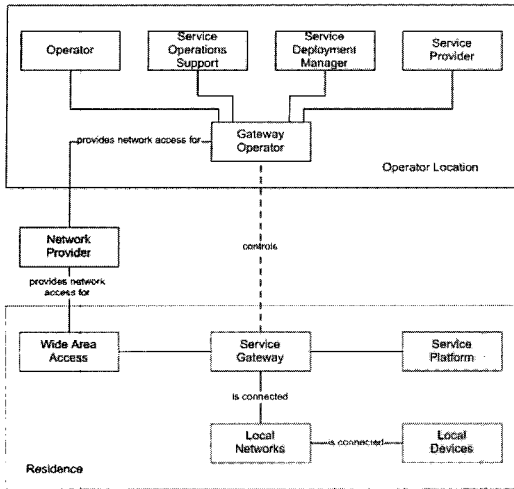 Operator
Service
Operations
Support
Service
Deployment
Manager
Service
Provider
provides network access for
Gateway
Operator
Operator Location
Network
Provider
controls
provides network
access for
Wide Area
Access
Service
Gateway
Service
Platform
is connected
Local
Networks
is connected
Local
Devices
Residence